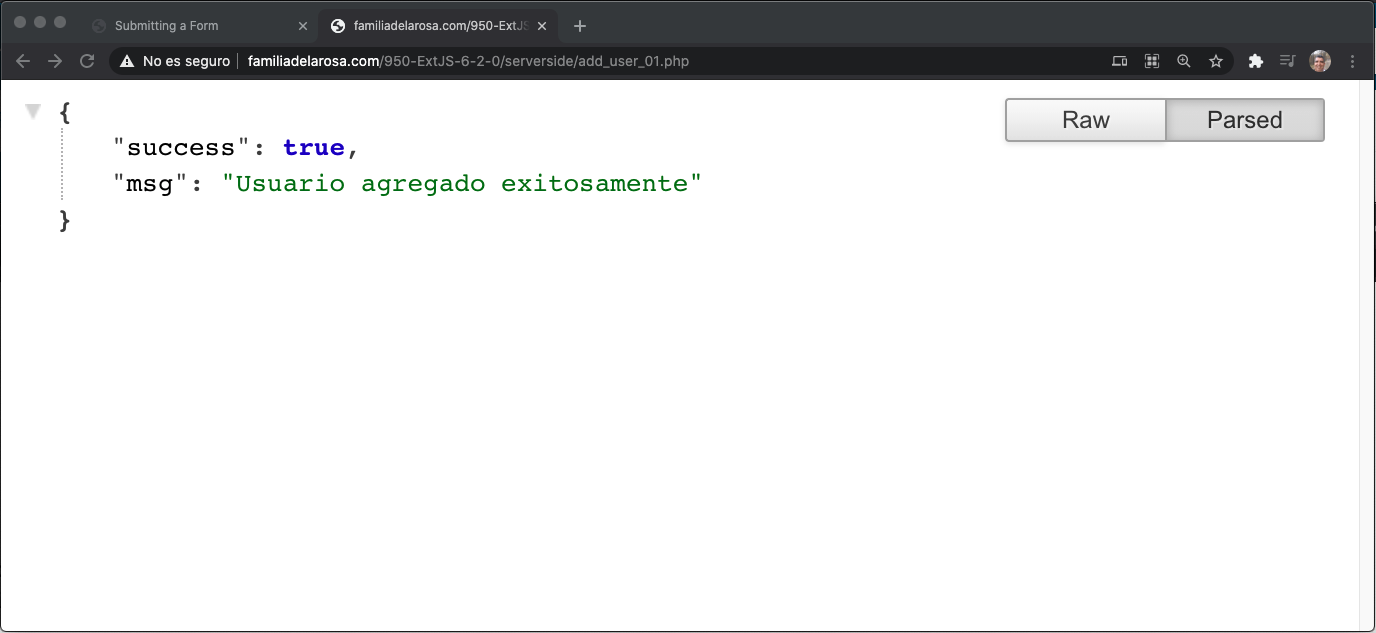 Submitting a Form
familiadelarosa.com/950-ExtJS
No es seguro familiadelarosa.com/950-ExtJS-6-2-0/serverside/add_user_01.php
Raw Parsed
{
"success": true,
"msg": "Usuario agregado exitosamente"
}